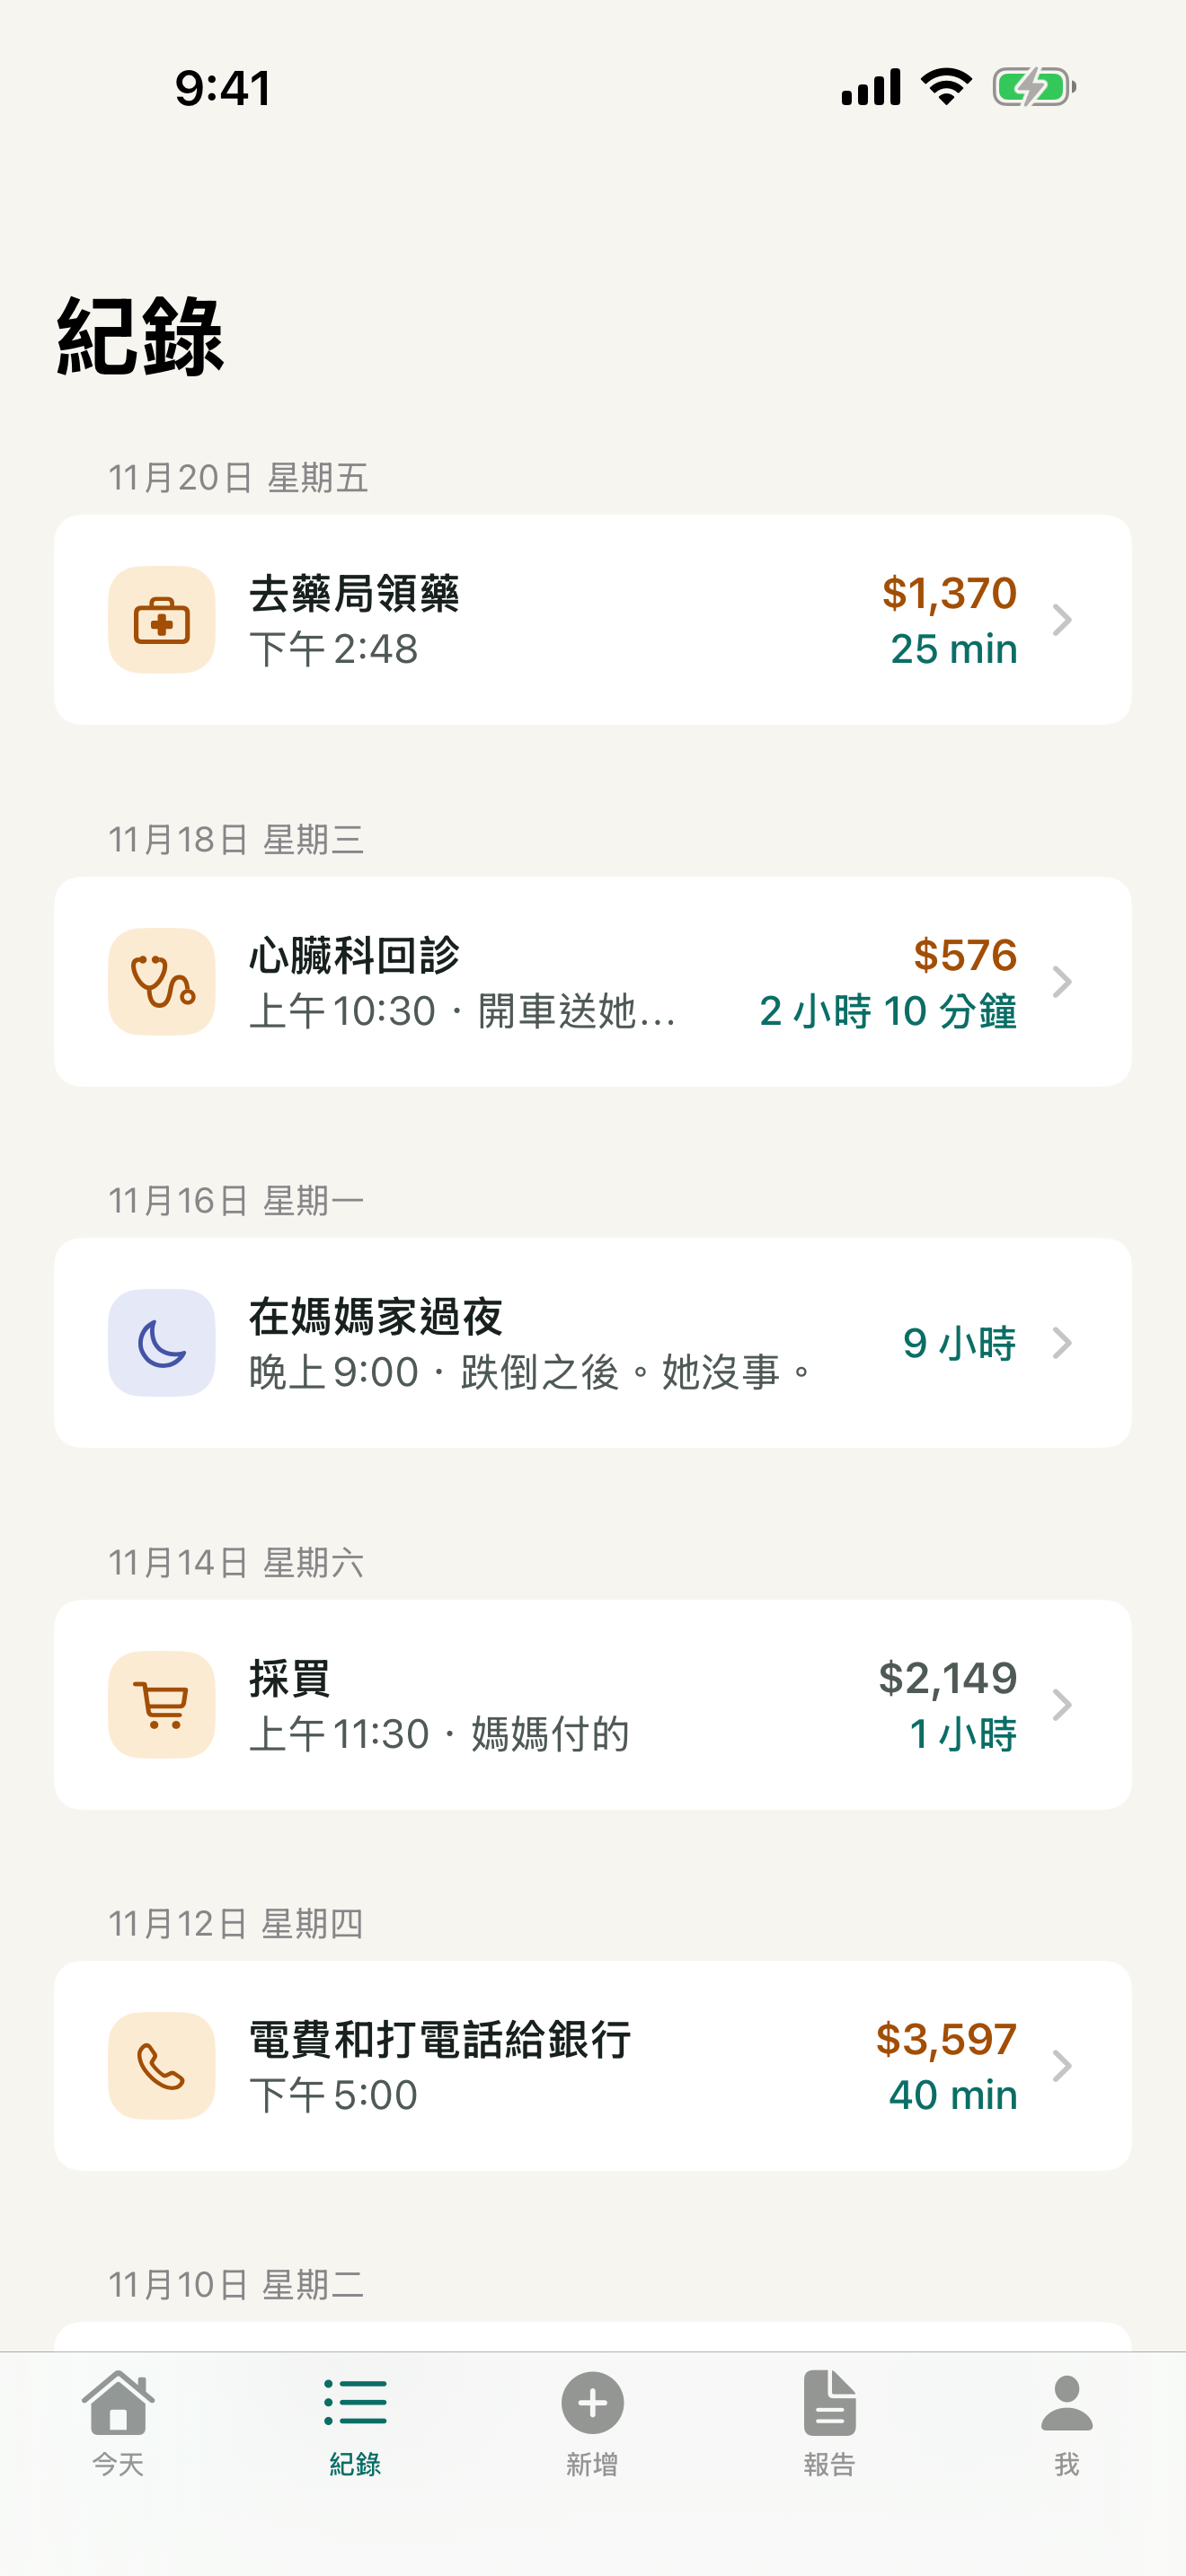 9:41
紀錄
11月20日 星期五
去藥局領藥
$1,370
下午 2:48
25 min
11月18日 星期三
心臟科回診
$576
上午 10:30 · 開車送她…
2 小時 10 分鐘
11月16日 星期一
在媽媽家過夜
晚上 9:00 · 跌倒之後。她沒事。
9 小時
11月14日 星期六
採買
$2,149
上午 11:30 · 媽媽付的
1 小時
11月12日 星期四
電費和打電話給銀行
$3,597
下午 5:00
40 min
11月10日 星期二
今天
紀錄
新增
報告
我